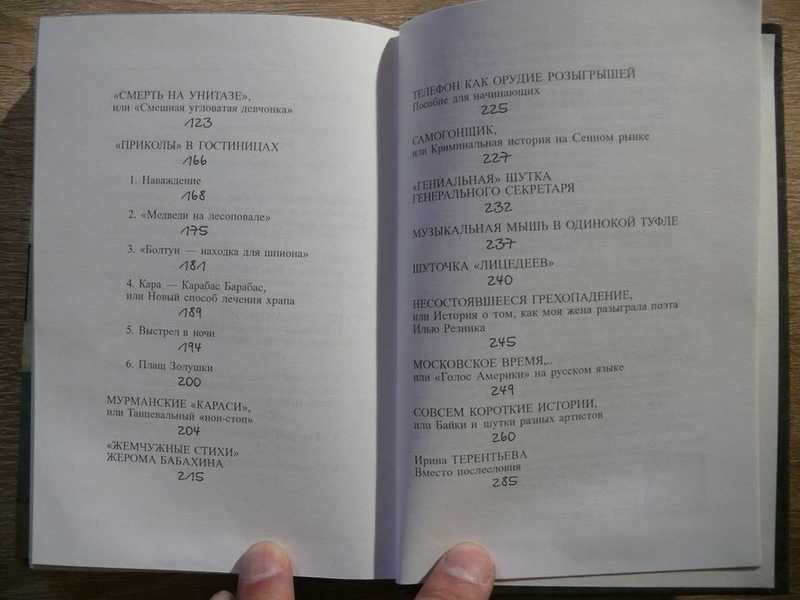 «СМЕРТЬ НА УНИТАЗЕ»,
или «Смешная угловатая девчонка»
123
«ПРИКОЛЫ» В ГОСТИНИЦАХ
166
1. Наваждение
168
2. «Медведи на лесоповале»
175
3. «Болтун — находка для шпиона»
181
4. Кара — Карабас Барабас,
или Новый способ лечения храпа
189
5. Выстрел в ночи
194
6. Плащ Золушки
200
МУРМАНСКИЕ «КАРАСИ»,
или Танцевальный «нон-стоп»
204
«ЖЕМЧУЖНЫЕ СТИХИ»
ЖЕРОМА БАБАХИНА
215
ТЕЛЕФОН КАК ОРУДИЕ РОЗЫГРЫШЕЙ
Пособие для начинающих
225
САМОГОНЩИК,
или Криминальная история на Сенном рынке
227
«ГЕНИАЛЬНАЯ» ШУТКА
ГЕНЕРАЛЬНОГО СЕКРЕТАРЯ
232
МУЗЫКАЛЬНАЯ МЫШЬ В ОДИНОКОЙ ТУФЛЕ
237
ШУТОЧКА «ЛИЦЕДЕЕВ»
240
НЕСОСТОЯВШЕЕСЯ ГРЕХОПАДЕНИЕ,
или История о том, как моя жена разыграла поэта
Илью Резника
245
МОСКОВСКОЕ ВРЕМЯ,..
или «Голос Америки» на русском языке
249
СОВСЕМ КОРОТКИЕ ИСТОРИИ,
или Байки и шутки разных артистов
260
Ирина ТЕРЕНТЬЕВА
Вместо послесловия
285